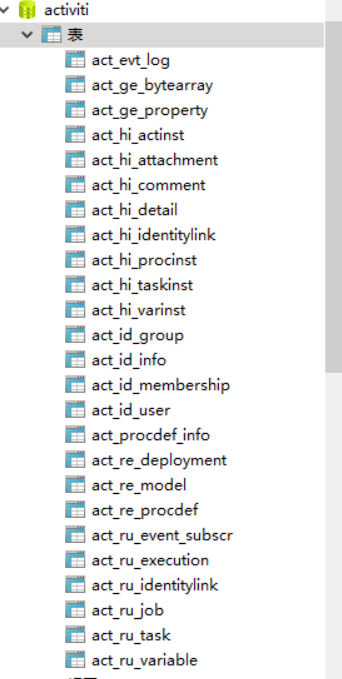 activiti
表
act_evt_log
act_ge_bytearray
act_ge_property
act_hi_actinst
act_hi_attachment
act_hi_comment
act_hi_detail
act_hi_identitylink
act_hi_procinst
act_hi_taskinst
act_hi_varinst
act_id_group
act_id_info
act_id_membership
act_id_user
act_procdef_info
act_re_deployment
act_re_model
act_re_procdef
act_ru_event_subscr
act_ru_execution
act_ru_identitylink
act_ru_job
act_ru_task
act_ru_variable